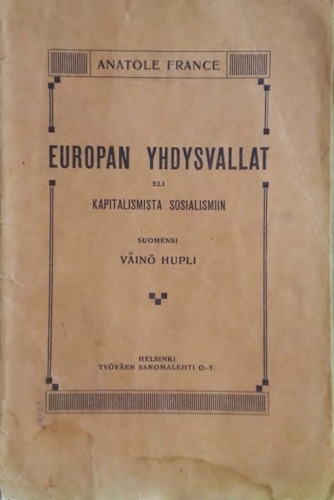 ANATOLE FRANCE
EUROPAN YHDYSVALLAT
ELI
KAPITALISMISTA SOSIALISMIIN
SUOMENSI
VÄINÖ HUPLI
HELSINKI
TYÖVÄEN SANOMALEHTI O.-Y.